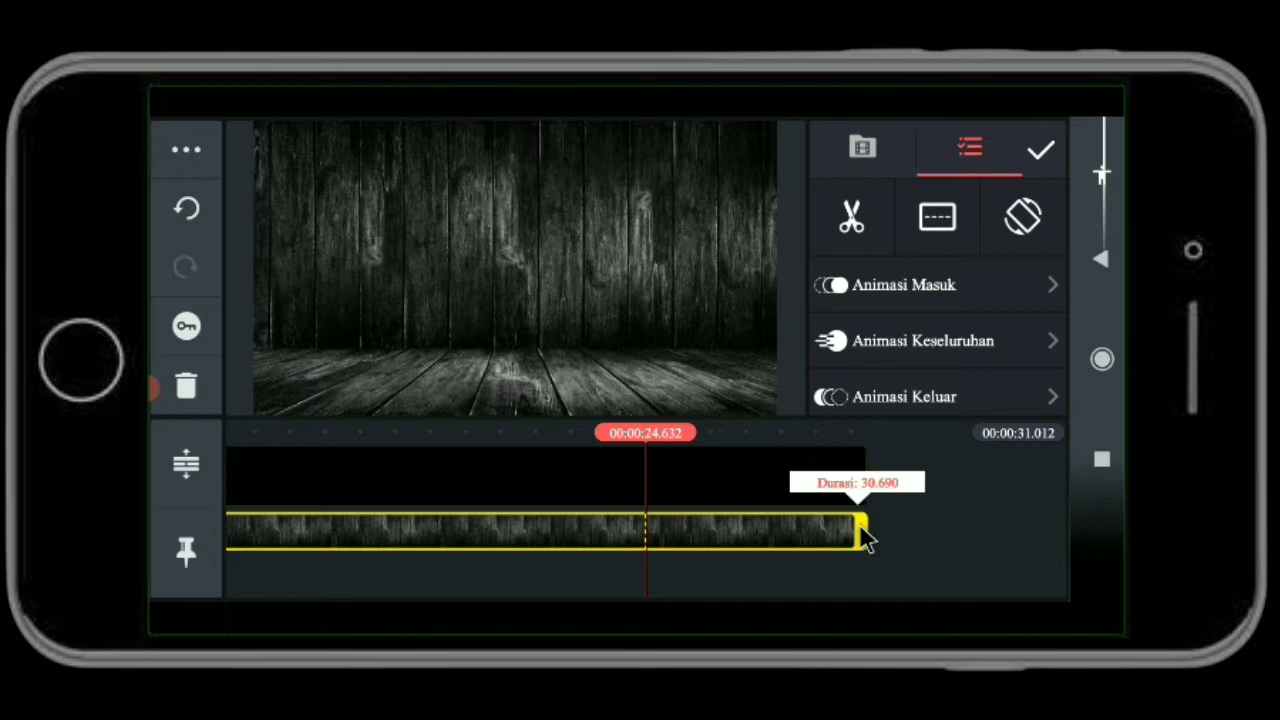 Animasi Masuk
Animasi Keseluruhan
Animasi Keluar
00:00:24.632
00:00:31.012
Durasi: 30.690